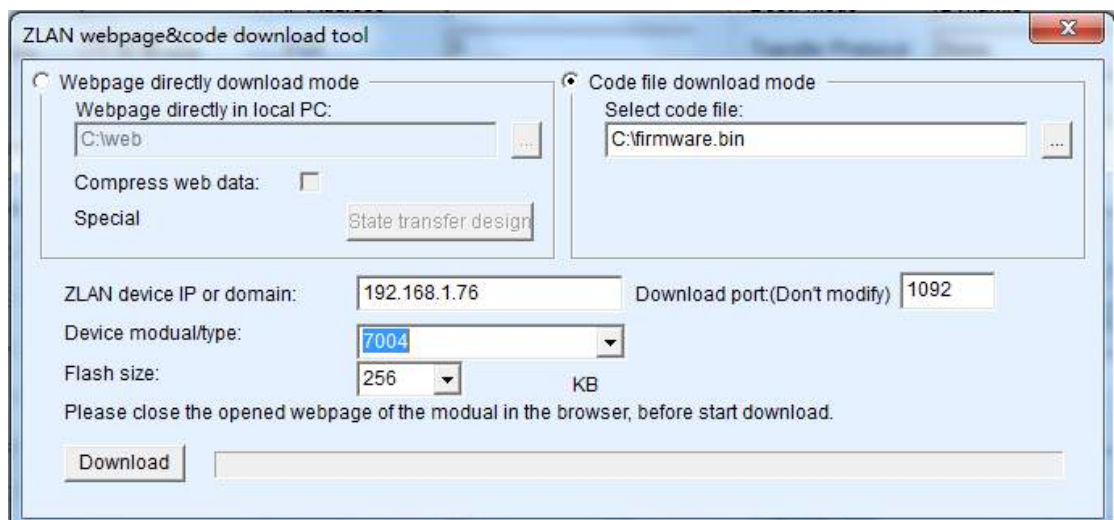 ZLAN webpage&code download tool
Webpage directly download mode
Webpage directly in local PC:
C:\web
...
Compress web data:
Special
State transfer design
Code file download mode
Select code file:
C:\firmware.bin
...
ZLAN device IP or domain:
192.168.1.76
Download port:(Don't modify)
1092
Device modual/type:
7004
Flash size:
256
KB
Please close the opened webpage of the modual in the browser, before start download.
Download